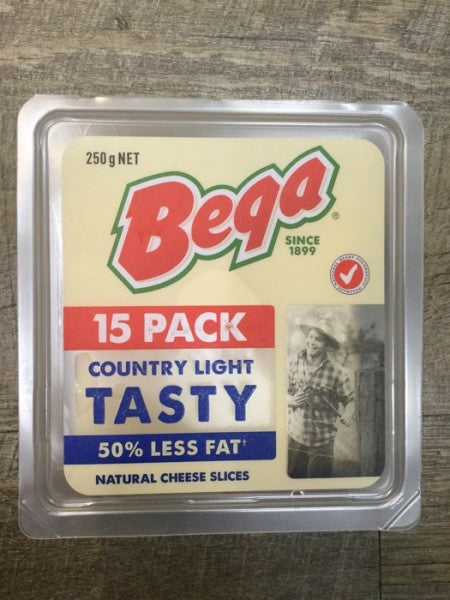 250g NET
Bega®
SINCE
1899
15 PACK
COUNTRY LIGHT
TASTY
50% LESS FAT†
NATURAL CHEESE SLICES